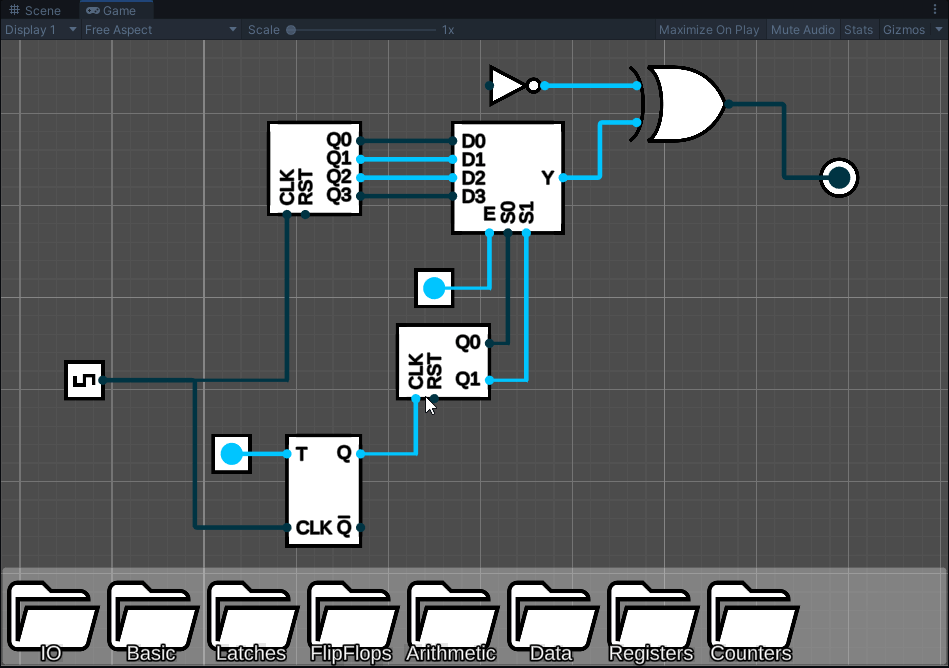 Scene Game
Display 1 Free Aspect Scale 1x Maximize On Play Mute Audio Stats Gizmos
Q0
Q1
Q2
Q3
CLK
RST
D0
D1
D2
D3
Y
E
S0
S1
Q0
Q1
CLK
RST
T Q
CLK Q̅
IO Basic Latches FlipFlops Arithmetic Data Registers Counters